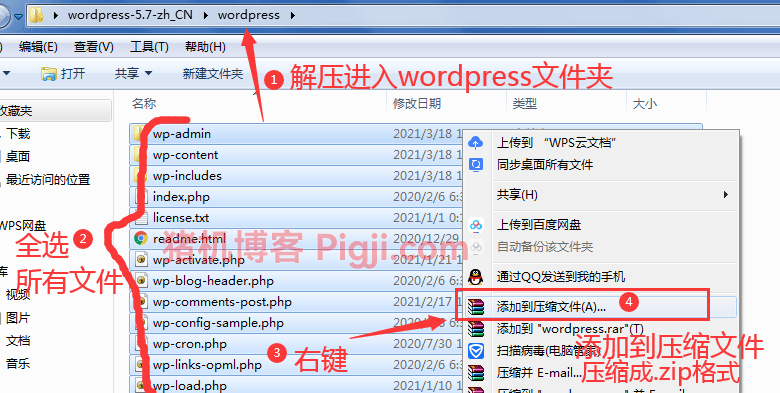 wordpress-5.7-zh_CN wordpress
编辑(E) 查看(V) 工具(T) 帮助(H)
打开 共享 新建文件夹
1 解压进入wordpress文件夹
收藏夹
名称 修改日期 类型 大小
下载
桌面
最近访问的位置
WPS网盘
视频
图片
文档
音乐
2 全选
所有文件
wp-admin 2021/3/18 1
wp-content 2021/3/18 1
wp-includes 2021/3/18 1
index.php 2020/2/6 6:3
license.txt 2021/1/1 0:
readme.html 2020/12/29
猪机博客 Pigji.com
wp-activate.php 2021/1/21
wp-blog-header.php 2020/2/6 6:3
wp-comments-post.php 2021/2/17 1
wp-config-sample.php
wp-cron.php 2020/7/30 1
wp-links-opml.php 2020/2/6 6:3
wp-load.php 2021/1/10 1
3 右键
上传到 “WPS云文档”
同步桌面所有文件
共享(H)
上传到百度网盘
自动备份该文件夹
通过QQ发送到我的手机
添加到压缩文件(A)... 4
添加到 "wordpress.rar"(T)
扫描病毒(电脑管家)
压缩并 E-mail...
压缩到 "wordpress.rar" 并 E-mail
添加到压缩文件
压缩成.zip格式